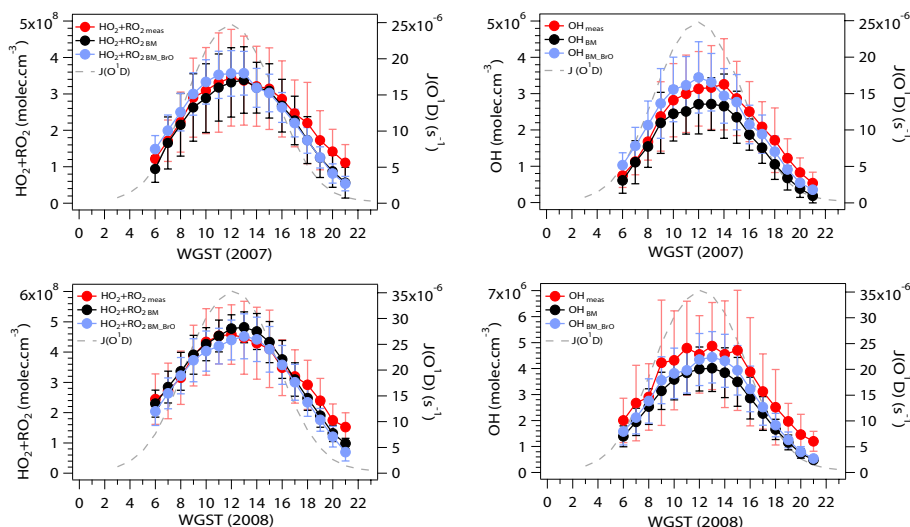 5x10⁸
4
3
2
1
0
HO₂+RO₂ (molec.cm⁻³)
HO₂+RO₂ meas
HO₂+RO₂ BM
HO₂+RO₂ BM_BrO
J(O¹D)
25x10⁻⁶
20
15
10
5
0
J(O¹D)(s⁻¹)
0 2 4 6 8 10 12 14 16 18 20 22
WGST (2007)
5x10⁶
4
3
2
1
0
OH (molec.cm⁻³)
OH meas
OH BM
OH BM_BrO
J (O¹D)
25x10⁻⁶
20
15
10
5
0
J(O¹D)(s⁻¹)
0 2 4 6 8 10 12 14 16 18 20 22
WGST (2007)
6x10⁸
5
4
3
2
1
0
HO₂+RO₂ (molec.cm⁻³)
HO₂+RO₂ meas
HO₂+RO₂ BM
HO₂+RO₂ BM_BrO
J(O¹D)
35x10⁻⁶
30
25
20
15
10
5
0
J(O¹D)(s⁻¹)
0 2 4 6 8 10 12 14 16 18 20 22
WGST (2008)
7x10⁶
6
5
4
3
2
1
0
OH (molec.cm⁻³)
OH meas
OH BM
OH BM_BrO
J(O¹D)
35x10⁻⁶
30
25
20
15
10
5
0
J(O¹D)(s⁻¹)
0 2 4 6 8 10 12 14 16 18 20 22
WGST (2008)